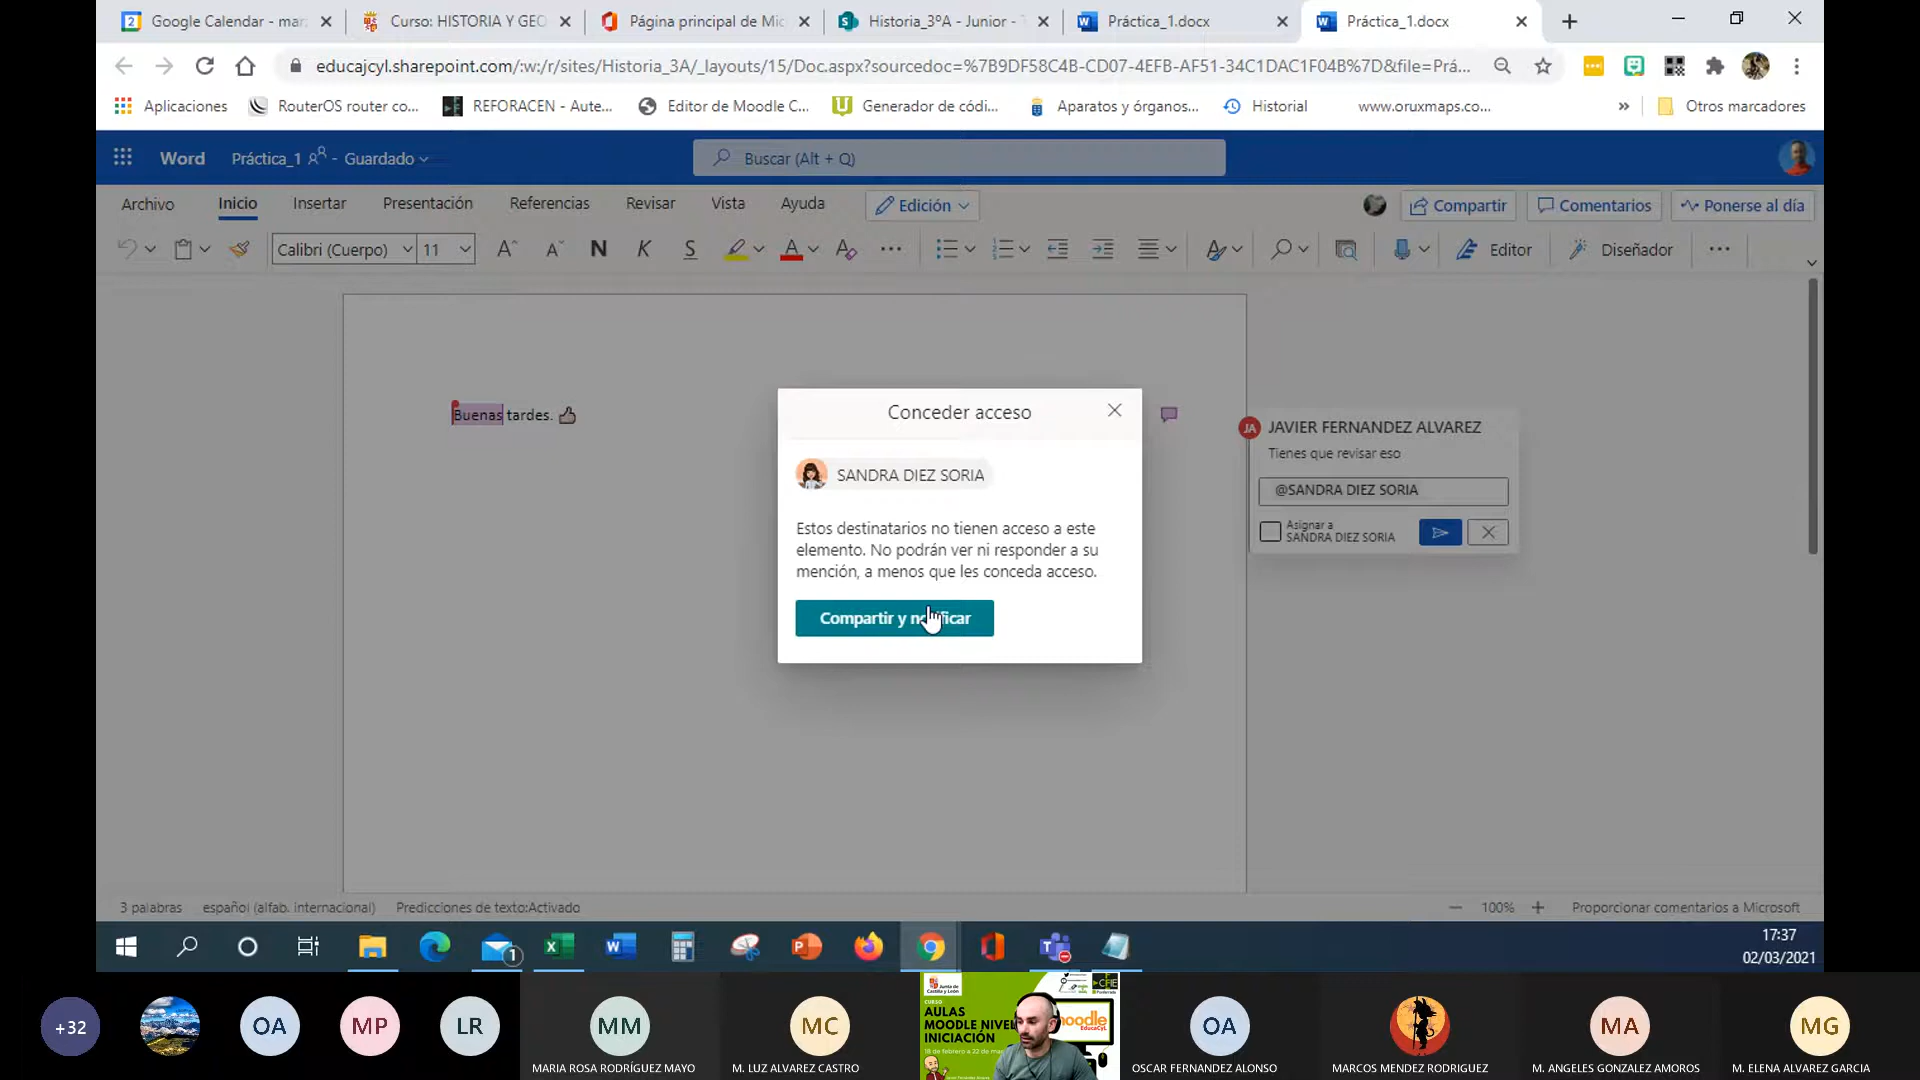 Google Calendar - mar
Curso: HISTORIA Y GEO
Página principal de Mic
Historia_3ºA - Junior -
Práctica_1.docx
Práctica_1.docx
educajcyl.sharepoint.com/:w:/r/sites/Historia_3A/_layouts/15/Doc.aspx?sourcedoc=%7B9DF58C4B-CD07-4EFB-AF51-34C1DAC1F04B%7D&file=Prá...
Aplicaciones
RouterOS router co...
REFORACEN - Aute...
Editor de Moodle C...
Generador de códi...
Aparatos y órganos...
Historial
www.oruxmaps.co...
»
Otros marcadores
Word
Práctica_1 - Guardado
Buscar (Alt + Q)
Archivo
Inicio
Insertar
Presentación
Referencias
Revisar
Vista
Ayuda
Edición
Compartir
Comentarios
Ponerse al día
Calibri (Cuerpo)
11
N
K
S
Editor
Diseñador
Buenas tardes.
Conceder acceso
SANDRA DIEZ SORIA
Estos destinatarios no tienen acceso a este
elemento. No podrán ver ni responder a su
mención, a menos que les conceda acceso.
Compartir y
JA
JAVIER FERNANDEZ ALVAREZ
Tienes que revisar eso
@SANDRA DIEZ SORIA
Asignar a
SANDRA DIEZ SORIA
3 palabras
español (alfab. internacional)
Predicciones de texto:Activado
100%
Proporcionar comentarios a Microsoft
17:37
02/03/2021
+32
OA
MP
LR
MM
MARIA ROSA RODRÍGUEZ MAYO
MC
M. LUZ ALVAREZ CASTRO
Junta de
Castilla y León
CFIE
CURSO
AULAS
MOODLE NIVEL
INICIACIÓN
OA
OSCAR FERNANDEZ ALONSO
MARCOS MENDEZ RODRIGUEZ
MA
M. ANGELES GONZALEZ AMOROS
MG
M. ELENA ALVAREZ GARCIA